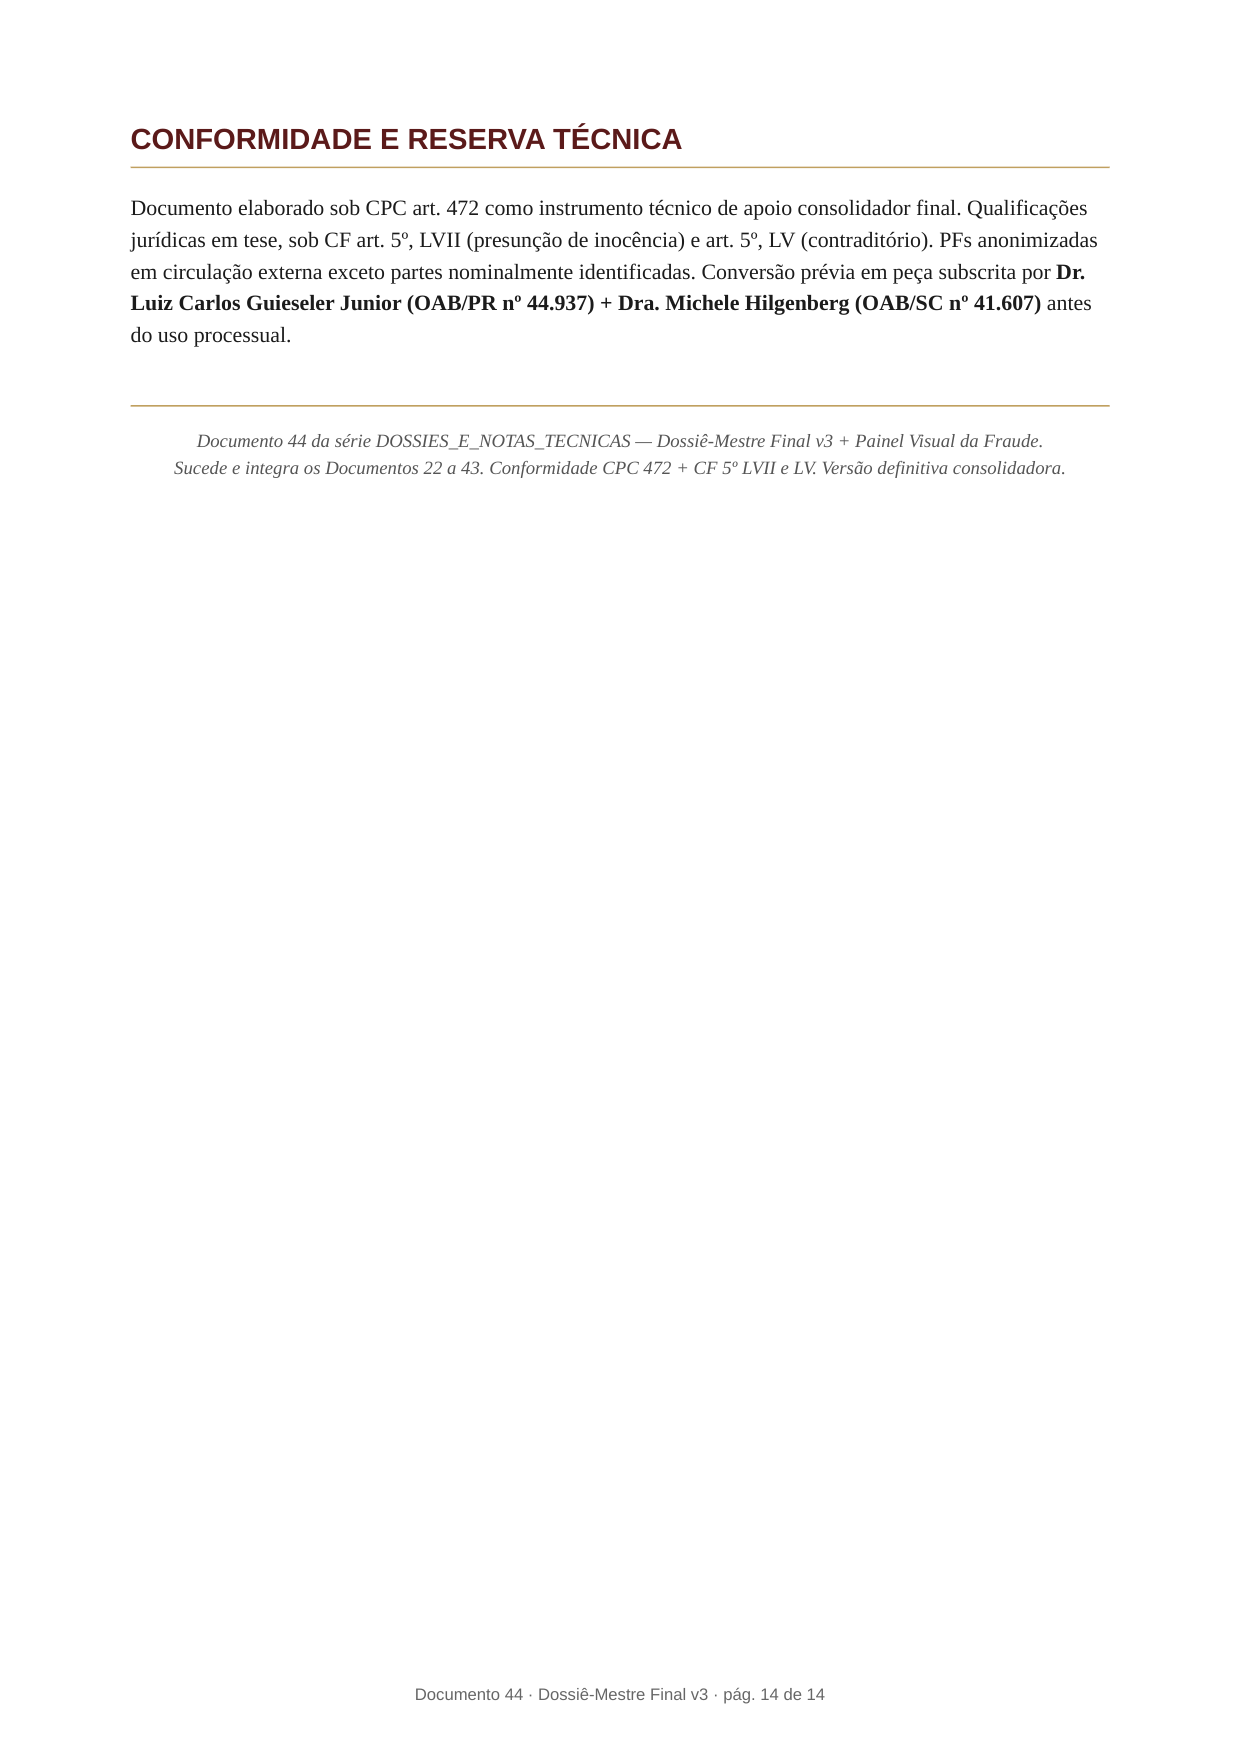 CONFORMIDADE E RESERVA TÉCNICA
Documento elaborado sob CPC art. 472 como instrumento técnico de apoio consolidador final. Qualificações
jurídicas em tese, sob CF art. 5º, LVII (presunção de inocência) e art. 5º, LV (contraditório). PFs anonimizadas
em circulação externa exceto partes nominalmente identificadas. Conversão prévia em peça subscrita por Dr.
Luiz Carlos Guieseler Junior (OAB/PR nº 44.937) + Dra. Michele Hilgenberg (OAB/SC nº 41.607) antes
do uso processual.
Documento 44 da série DOSSIES_E_NOTAS_TECNICAS — Dossiê-Mestre Final v3 + Painel Visual da Fraude.
Sucede e integra os Documentos 22 a 43. Conformidade CPC 472 + CF 5º LVII e LV. Versão definitiva consolidadora.
Documento 44 · Dossiê-Mestre Final v3 · pág. 14 de 14